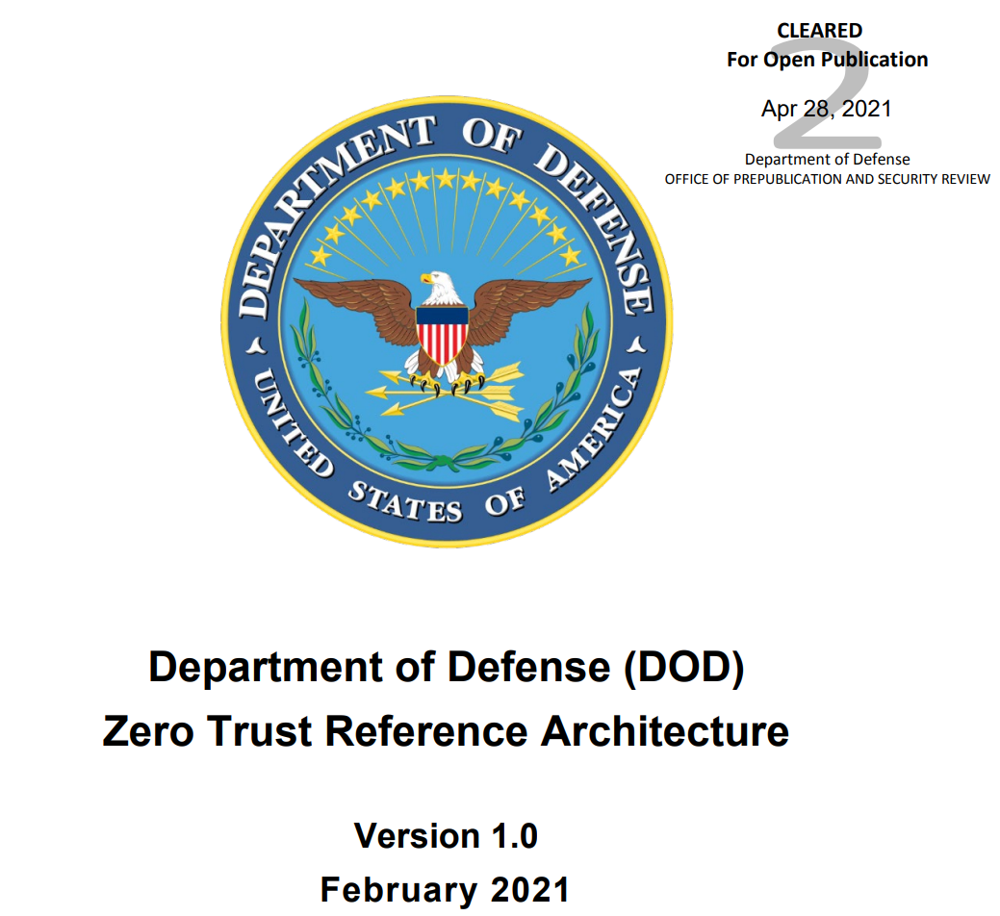 CLEARED
For Open Publication
2
Apr 28, 2021
Department of Defense
OFFICE OF PREPUBLICATION AND SECURITY REVIEW
DEPARTMENT OF DEFENSE
UNITED STATES OF AMERICA
Department of Defense (DOD)
Zero Trust Reference Architecture
Version 1.0
February 2021